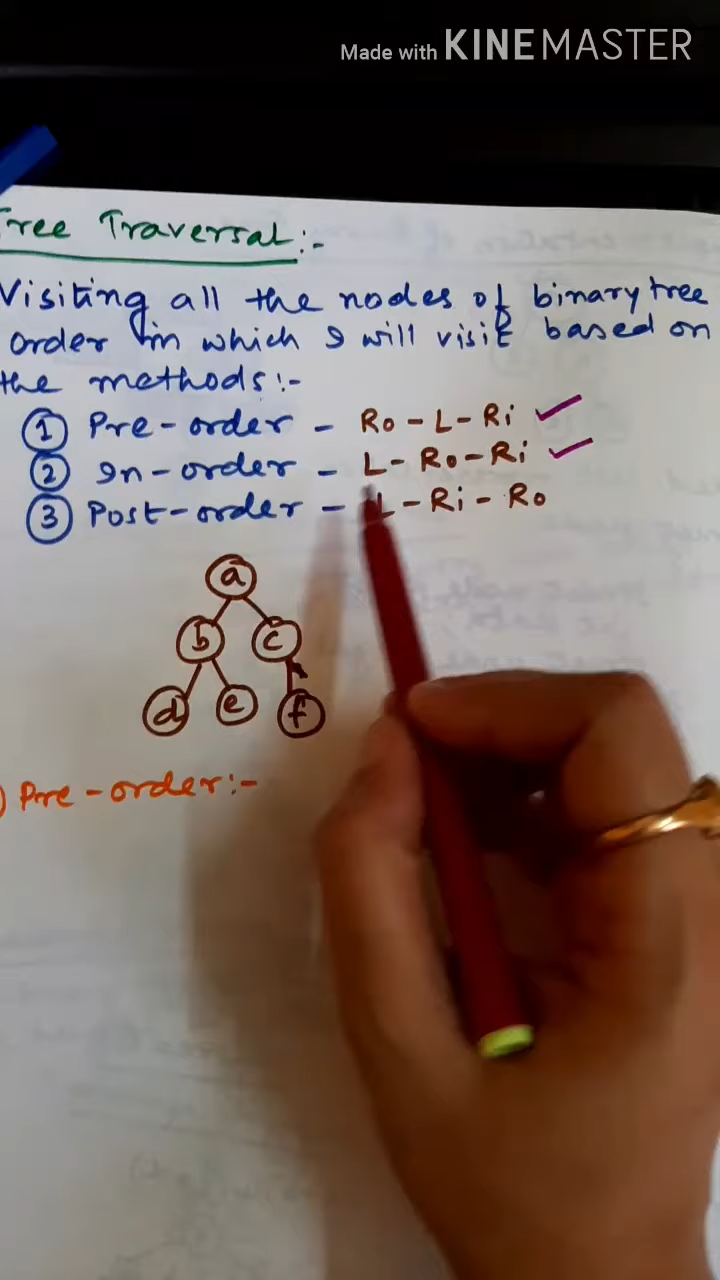 Made with KINEMASTER
Tree Traversal:-
Visiting all the nodes of binary tree
order in which I will visit based on
the methods:-
① Pre-order - Ro - L - Ri ✓
② In-order - L - Ro - Ri ✓
③ Post-order - L - Ri - Ro
a
b c
d e f
) Pre-order:-